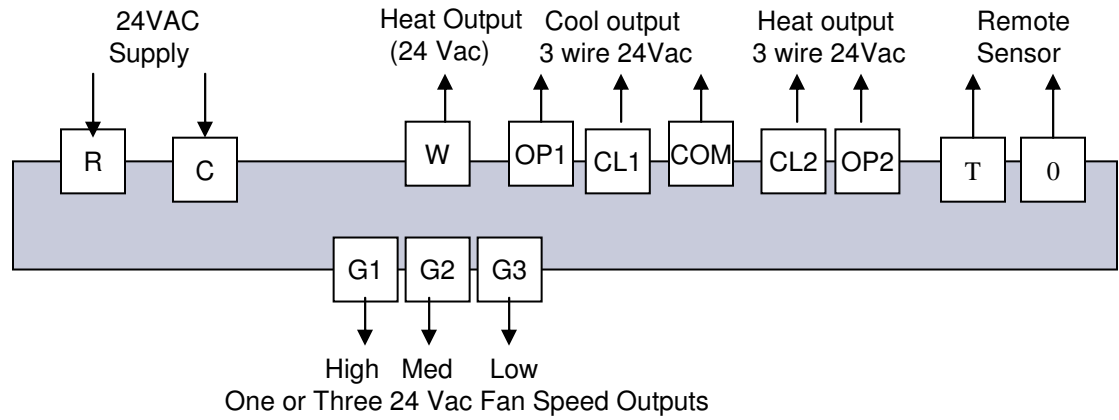 24VAC
Supply
Heat Output
(24 Vac)
Cool output
3 wire 24Vac
Heat output
3 wire 24Vac
Remote
Sensor
R
C
W
OP1
CL1
COM
CL2
OP2
T
0
G1
G2
G3
High
Med
Low
One or Three 24 Vac Fan Speed Outputs